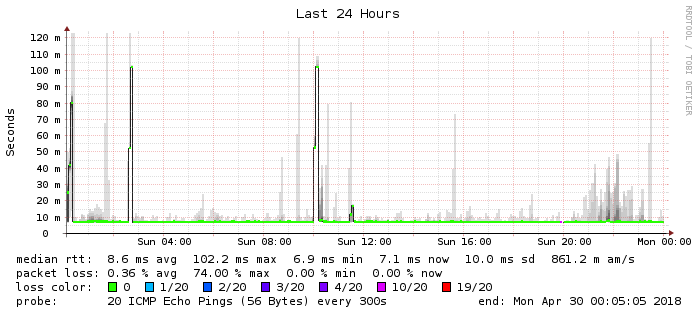 Last 24 Hours
RRDTOOL / TOBI OETIKER
Seconds
120 m
110 m
100 m
90 m
80 m
70 m
60 m
50 m
40 m
30 m
20 m
10 m
0
Sun 04:00 Sun 08:00 Sun 12:00 Sun 16:00 Sun 20:00 Mon 00:00
median rtt: 8.6 ms avg 102.2 ms max 6.9 ms min 7.1 ms now 10.0 ms sd 861.2 m am/s
packet loss: 0.36 % avg 74.00 % max 0.00 % min 0.00 % now
loss color: 0 1/20 2/20 3/20 4/20 10/20 19/20
probe: 20 ICMP Echo Pings (56 Bytes) every 300s end: Mon Apr 30 00:05:05 2018